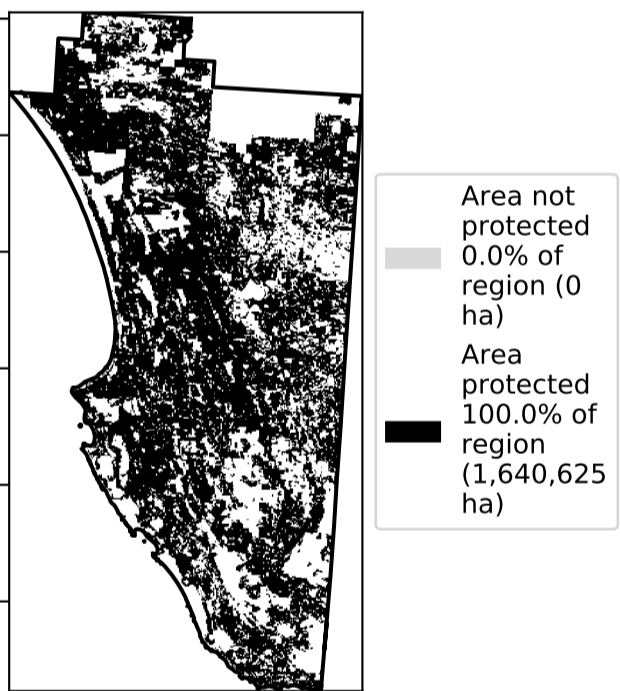 Area not
protected
0.0% of
region (0
ha)
Area
protected
100.0% of
region
(1,640,625
ha)